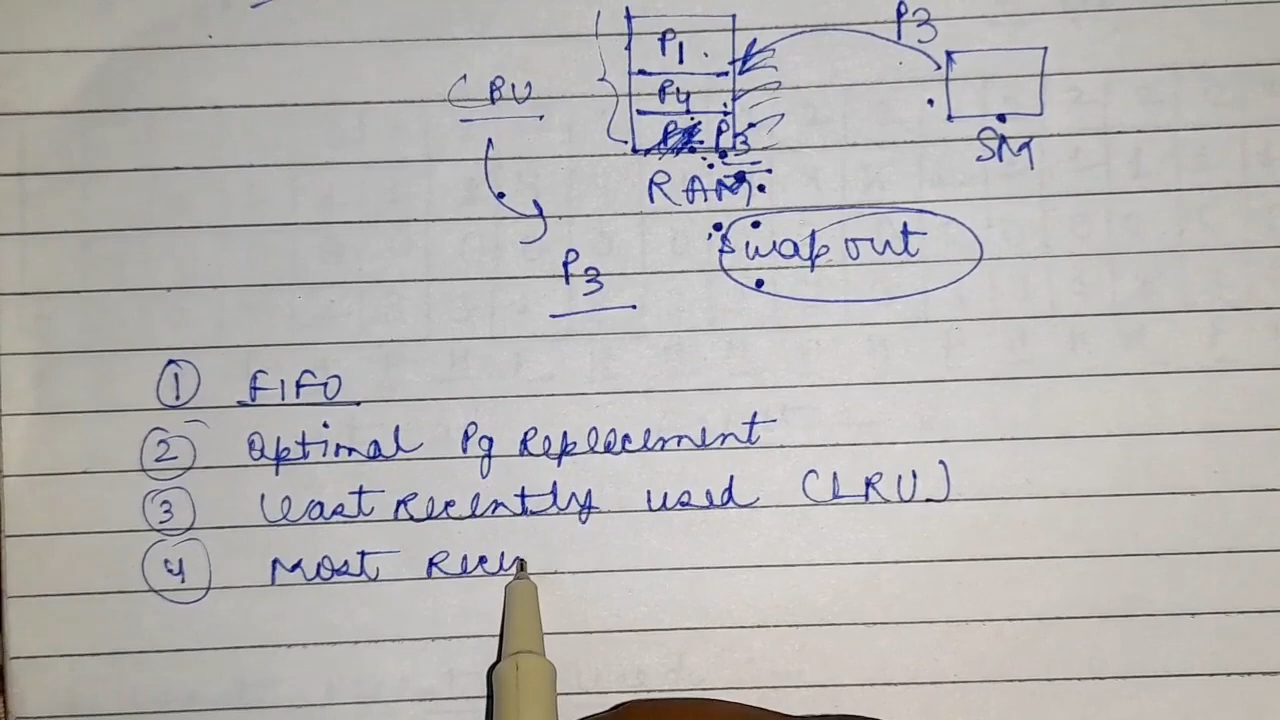 P3
P1
CPU
P4
P3
SM
RAM
Swap out
P3
1 FIFO
2 Optimal Pg Replacement
3 Least Recently used (LRU)
4 Most Recen